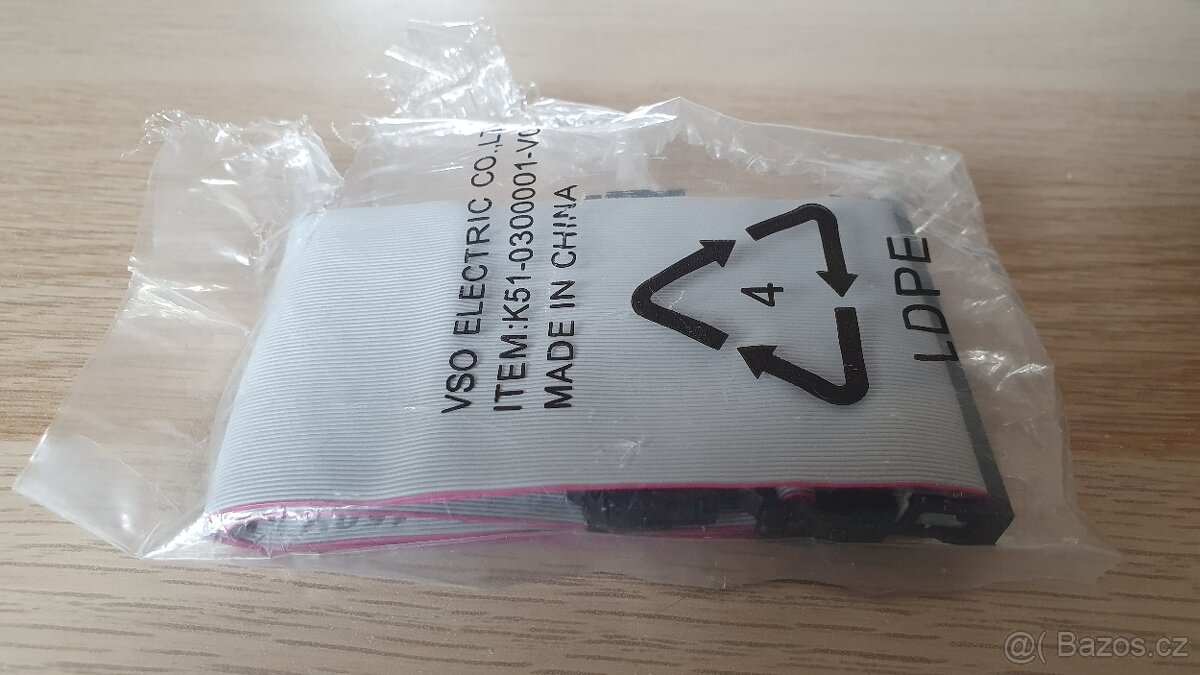 VSO ELECTRIC CO.,LT
ITEM:K51-0300001-V0
MADE IN CHINA
4
LDPE
@( Bazos.cz